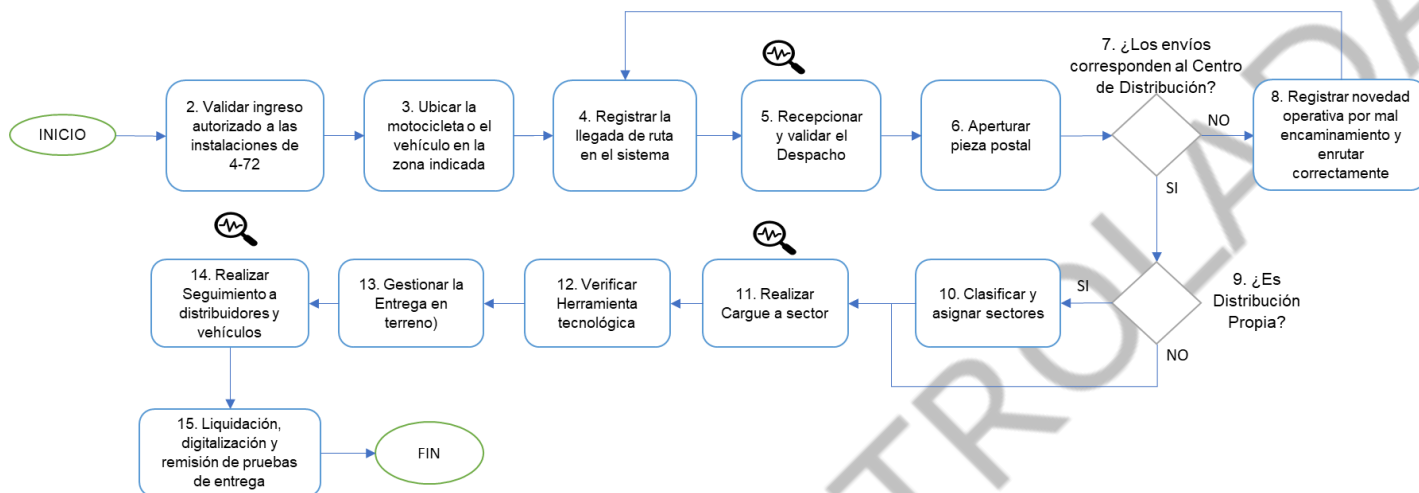 INICIO
2. Validar ingreso
autorizado a las
instalaciones de
4-72
3. Ubicar la
motocicleta o el
vehículo en la
zona indicada
4. Registrar la
llegada de ruta
en el sistema
5. Recepcionar
y validar el
Despacho
6. Aperturar
pieza postal
7. ¿Los envíos
corresponden al Centro
de Distribución?
NO
SI
8. Registrar novedad
operativa por mal
encaminamiento y
enrutar
correctamente
9. ¿Es
Distribución
Propia?
SI
NO
10. Clasificar y
asignar sectores
11. Realizar
Cargue a sector
12. Verificar
Herramienta
tecnológica
13. Gestionar la
Entrega en
terreno)
14. Realizar
Seguimiento a
distribuidores y
vehículos
15. Liquidación,
digitalización y
remisión de pruebas
de entrega
FIN
TROLADA